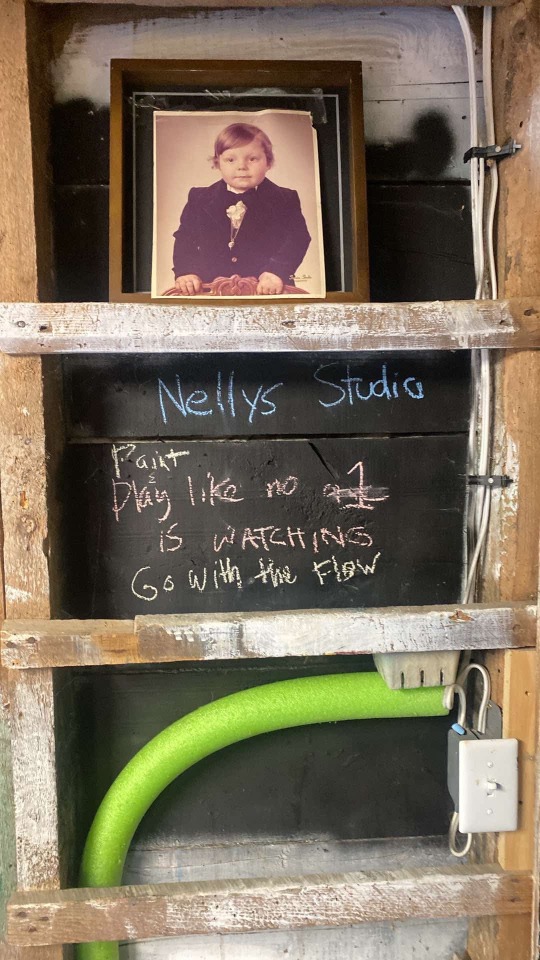 Nellys Studio
Paint
&
Play like no 1
is WATCHING
Go with the Flow